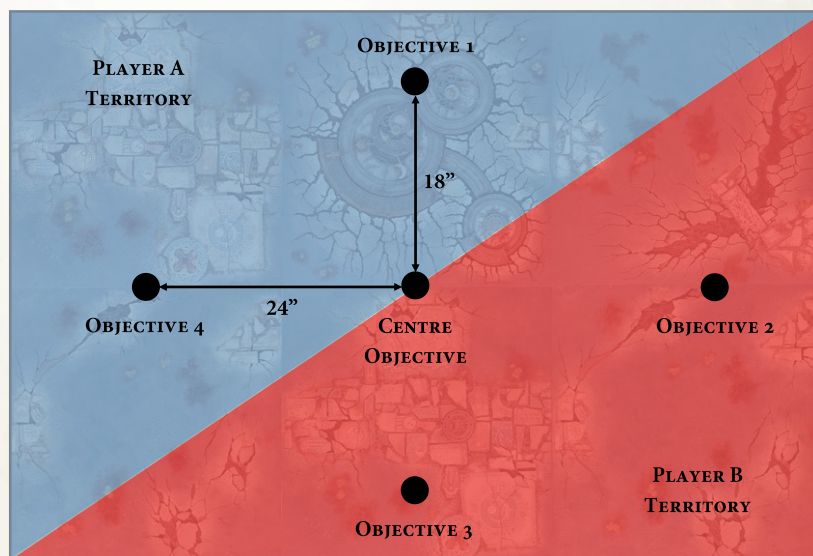 Objective 1
Player A
Territory
18”
24”
Objective 4
Centre
Objective
Objective 2
Player B
Territory
Objective 3